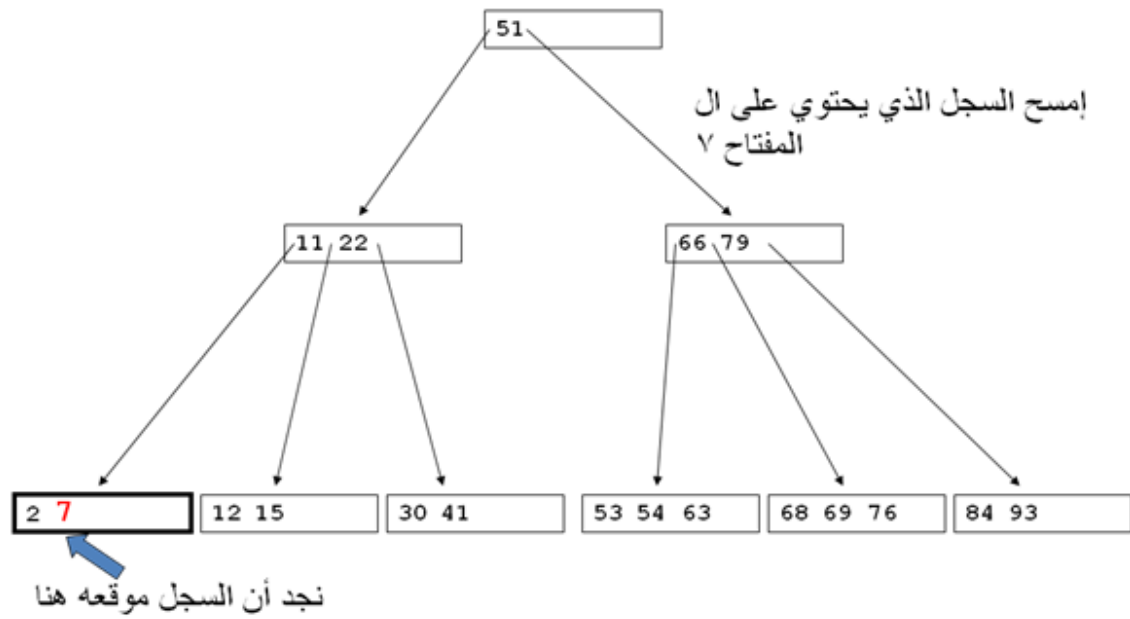 51
إمسح السجل الذي يحتوي على ال
المفتاح ٧
11 22
66 79
2 7
12 15
30 41
53 54 63
68 69 76
84 93
نجد أن السجل موقعه هنا